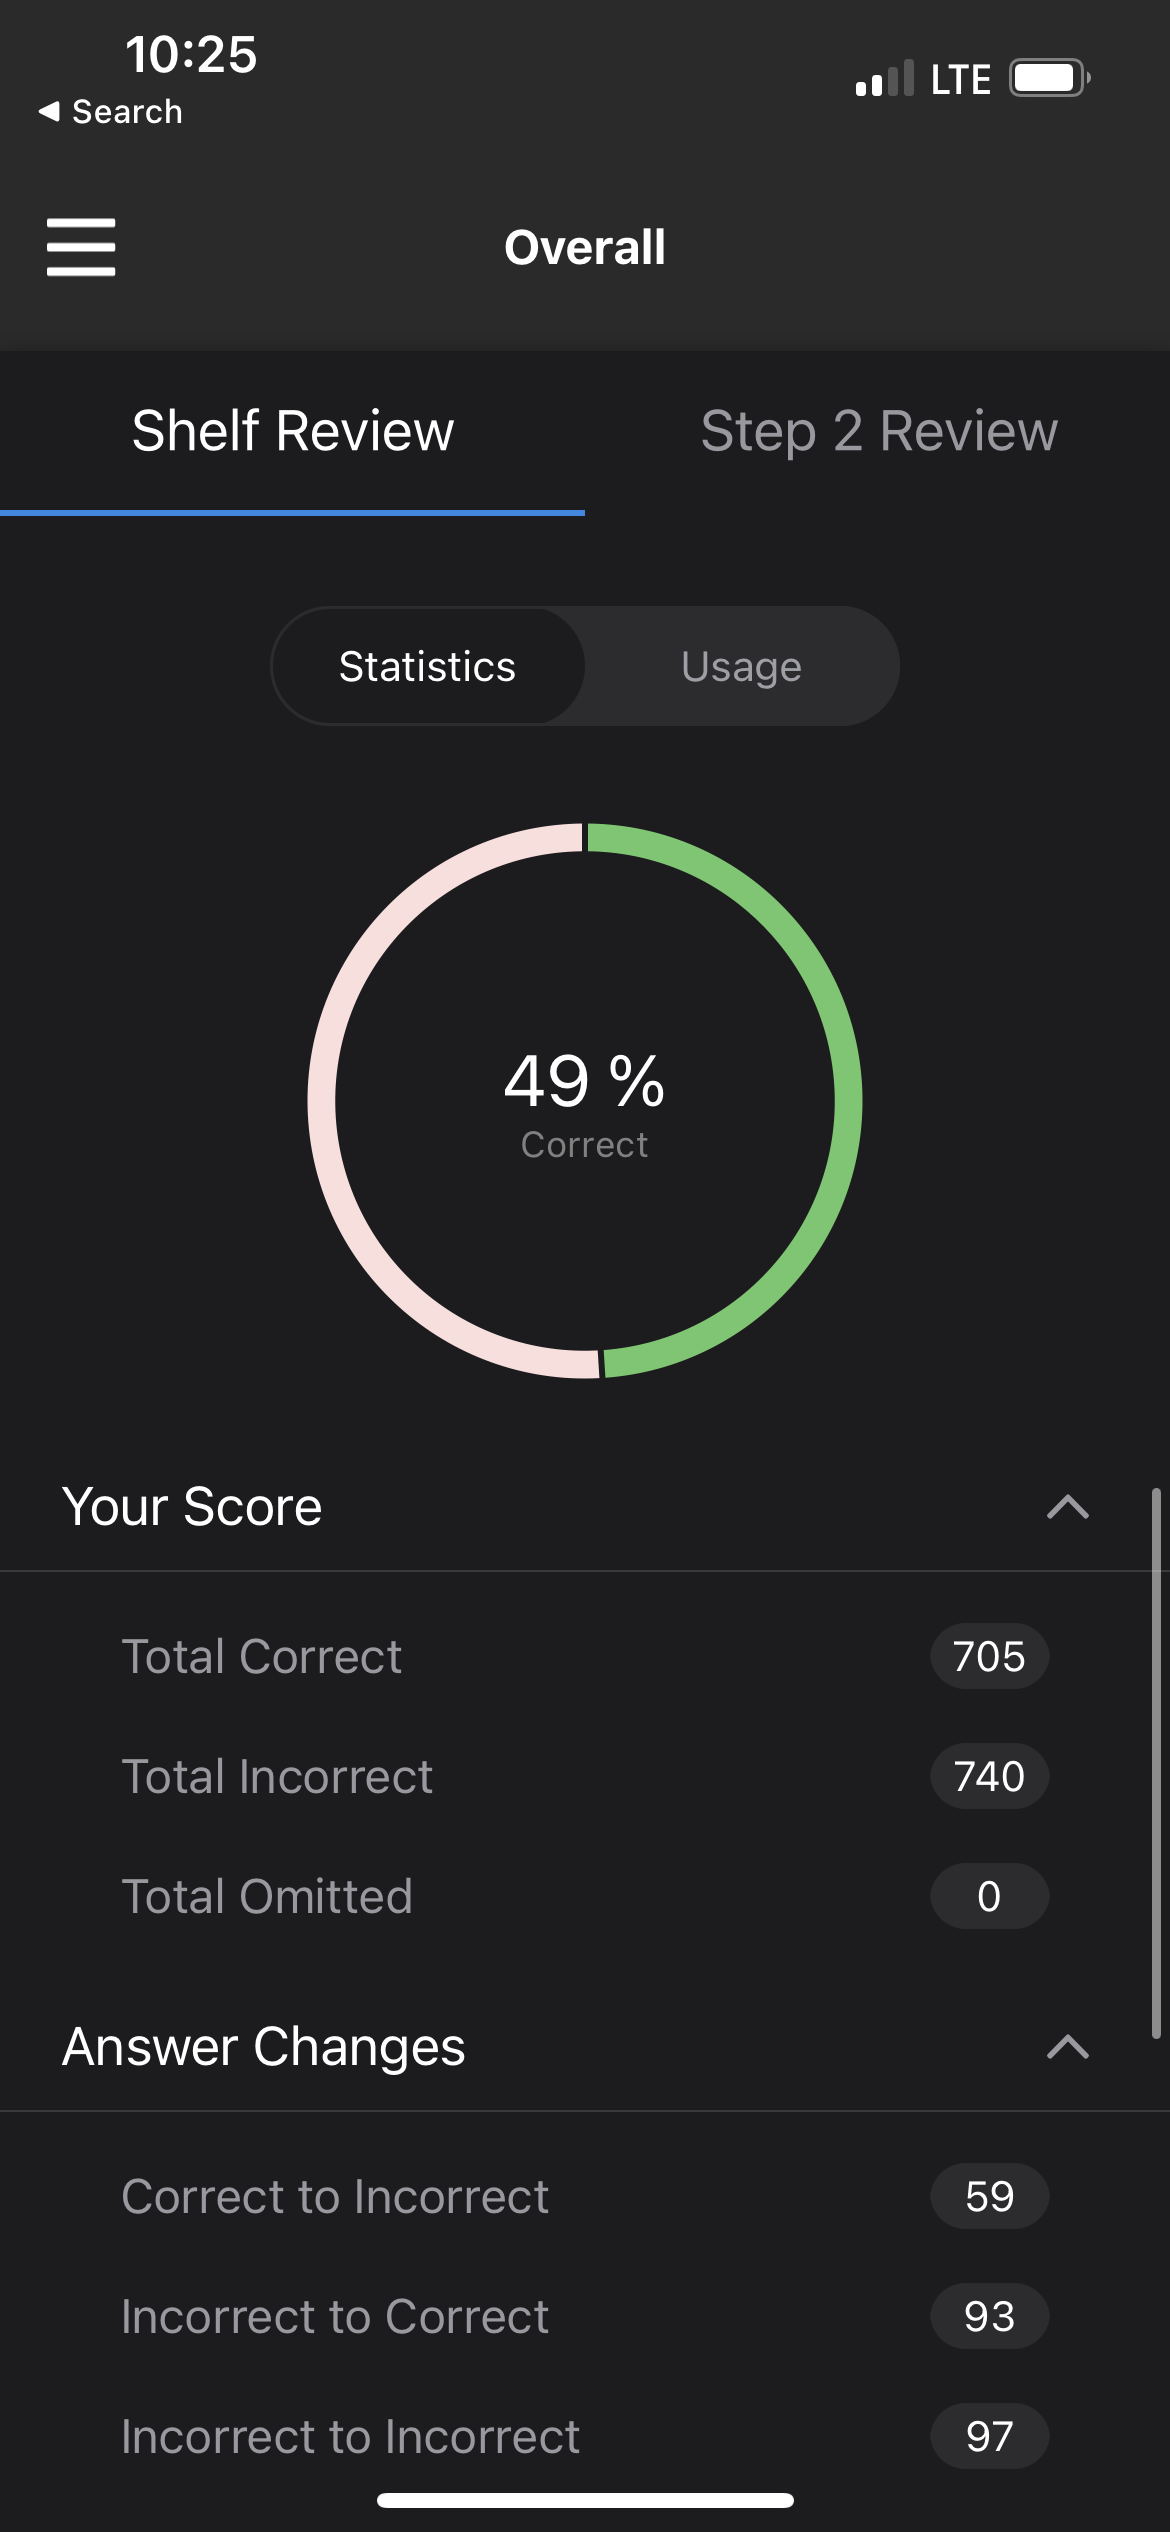 10:25
LTE
Search
Overall
Shelf Review
Step 2 Review
Statistics
Usage
49 %
Correct
Your Score
Total Correct 705
Total Incorrect 740
Total Omitted 0
Answer Changes
Correct to Incorrect 59
Incorrect to Correct 93
Incorrect to Incorrect 97